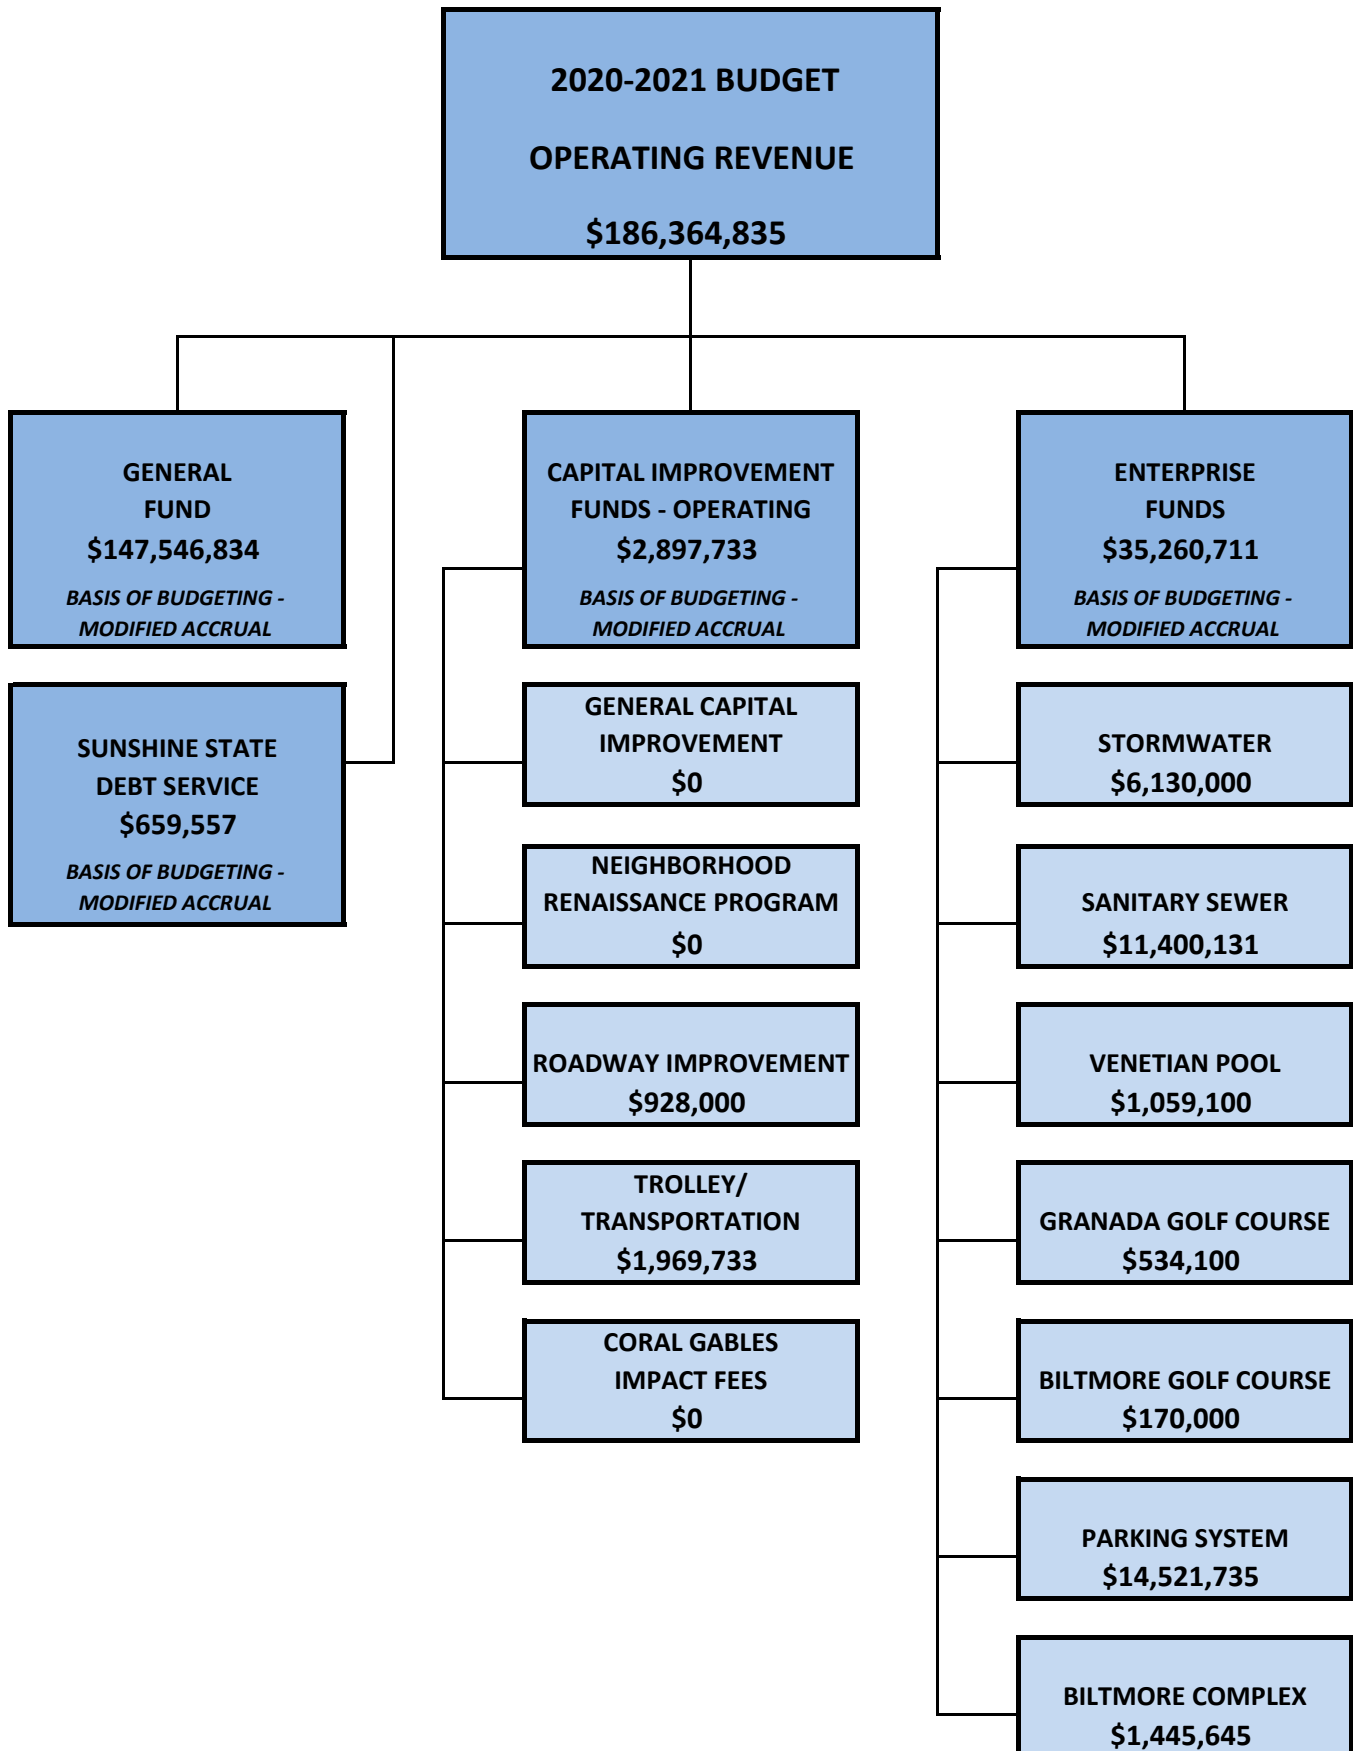 2020-2021 BUDGET
OPERATING REVENUE
$186,364,835
GENERAL
FUND
$147,546,834
BASIS OF BUDGETING -
MODIFIED ACCRUAL
SUNSHINE STATE
DEBT SERVICE
$659,557
BASIS OF BUDGETING -
MODIFIED ACCRUAL
CAPITAL IMPROVEMENT
FUNDS - OPERATING
$2,897,733
BASIS OF BUDGETING -
MODIFIED ACCRUAL
GENERAL CAPITAL
IMPROVEMENT
$0
NEIGHBORHOOD
RENAISSANCE PROGRAM
$0
ROADWAY IMPROVEMENT
$928,000
TROLLEY/
TRANSPORTATION
$1,969,733
CORAL GABLES
IMPACT FEES
$0
ENTERPRISE
FUNDS
$35,260,711
BASIS OF BUDGETING -
MODIFIED ACCRUAL
STORMWATER
$6,130,000
SANITARY SEWER
$11,400,131
VENETIAN POOL
$1,059,100
GRANADA GOLF COURSE
$534,100
BILTMORE GOLF COURSE
$170,000
PARKING SYSTEM
$14,521,735
BILTMORE COMPLEX
$1,445,645